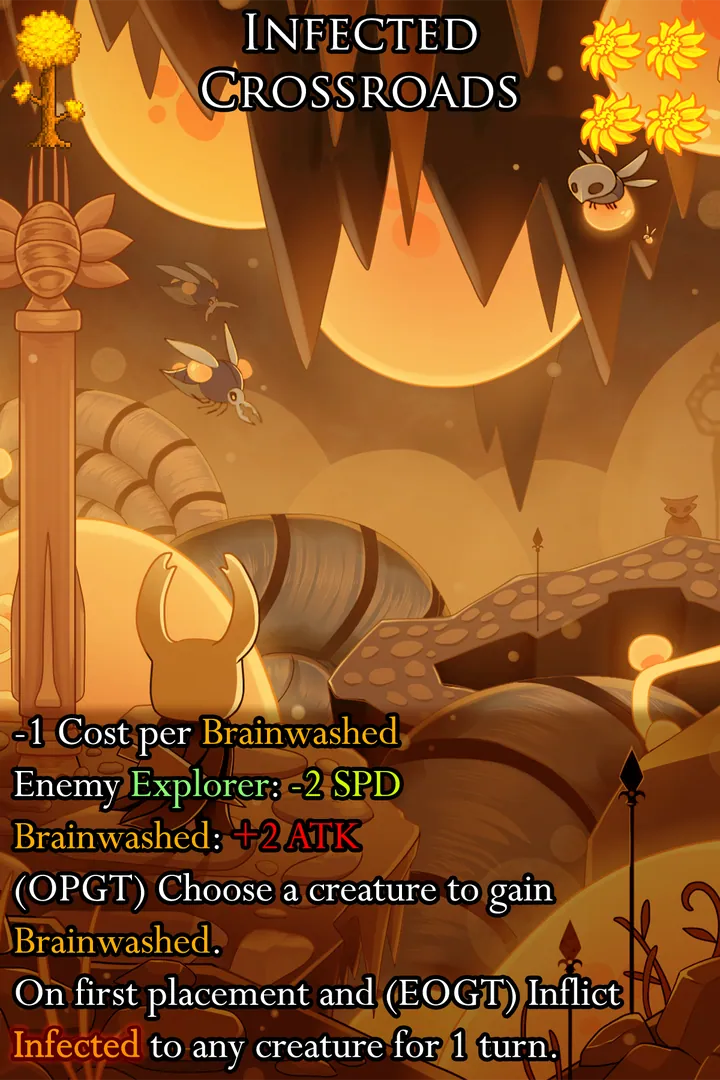 Infected
Crossroads
-1 Cost per Brainwashed
Enemy Explorer: -2 SPD
Brainwashed: +2 ATK
(OPGT) Choose a creature to gain
Brainwashed.
On first placement and (EOGT) Inflict
Infected to any creature for 1 turn.